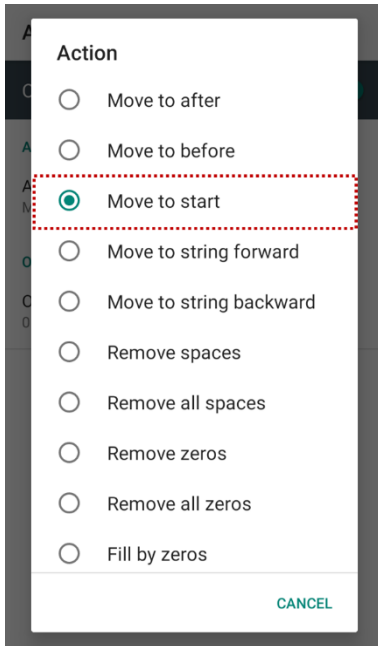 Action
Move to after
Move to before
Move to start
Move to string forward
Move to string backward
Remove spaces
Remove all spaces
Remove zeros
Remove all zeros
Fill by zeros
CANCEL